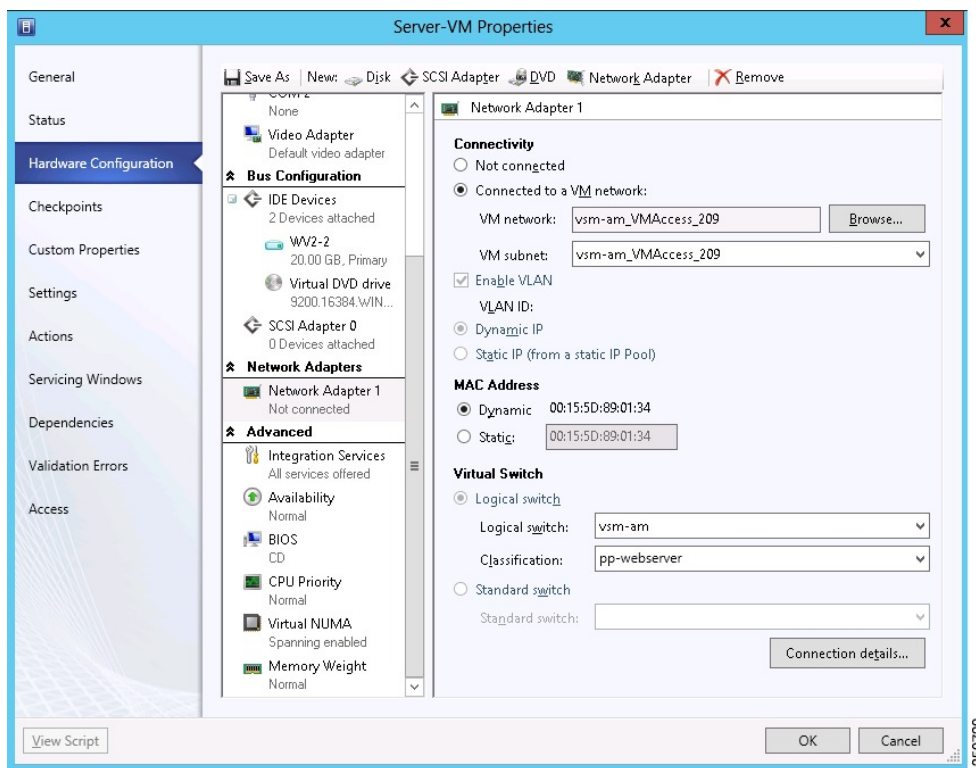 Server-VM Properties
x
General
Status
Hardware Configuration
Checkpoints
Custom Properties
Settings
Actions
Servicing Windows
Dependencies
Validation Errors
Access
Save As New: Disk SCSI Adapter DVD Network Adapter Remove
COM 2
None
Video Adapter
Default video adapter
Bus Configuration
IDE Devices
2 Devices attached
WV2-2
20.00 GB, Primary
Virtual DVD drive
9200.16384.WIN...
SCSI Adapter 0
0 Devices attached
Network Adapters
Network Adapter 1
Not connected
Advanced
Integration Services
All services offered
Availability
Normal
BIOS
CD
CPU Priority
Normal
Virtual NUMA
Spanning enabled
Memory Weight
Normal
Network Adapter 1
Connectivity
Not connected
Connected to a VM network:
VM network: vsm-am_VMAccess_209 Browse...
VM subnet: vsm-am_VMAccess_209
Enable VLAN
VLAN ID:
Dynamic IP
Static IP (from a static IP Pool)
MAC Address
Dynamic 00:15:5D:89:01:34
Static: 00:15:5D:89:01:34
Virtual Switch
Logical switch
Logical switch: vsm-am
Classification: pp-webserver
Standard switch
Standard switch:
Connection details...
View Script OK Cancel